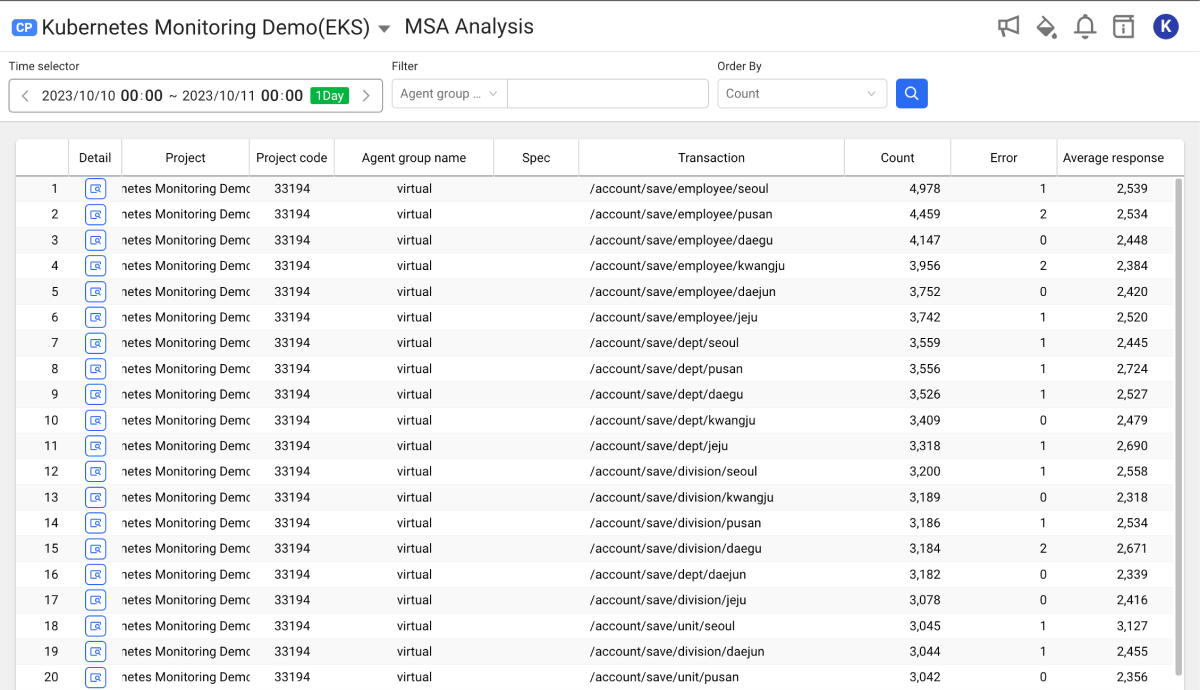 CP Kubernetes Monitoring Demo(EKS) MSA Analysis K
Time selector Filter Order By
2023/10/10 00:00 ~ 2023/10/11 00:00 1Day Agent group ... Count
Detail Project Project code Agent group name Spec Transaction Count Error Average response
1 netes Monitoring Demo 33194 virtual /account/save/employee/seoul 4,978 1 2,539
2 netes Monitoring Demo 33194 virtual /account/save/employee/pusan 4,459 2 2,534
3 netes Monitoring Demo 33194 virtual /account/save/employee/daegu 4,147 0 2,448
4 netes Monitoring Demo 33194 virtual /account/save/employee/kwangju 3,956 2 2,384
5 netes Monitoring Demo 33194 virtual /account/save/employee/daejun 3,752 0 2,420
6 netes Monitoring Demo 33194 virtual /account/save/employee/jeju 3,742 1 2,520
7 netes Monitoring Demo 33194 virtual /account/save/dept/seoul 3,559 1 2,445
8 netes Monitoring Demo 33194 virtual /account/save/dept/pusan 3,556 1 2,724
9 netes Monitoring Demo 33194 virtual /account/save/dept/daegu 3,526 1 2,527
10 netes Monitoring Demo 33194 virtual /account/save/dept/kwangju 3,409 0 2,479
11 netes Monitoring Demo 33194 virtual /account/save/dept/jeju 3,318 1 2,690
12 netes Monitoring Demo 33194 virtual /account/save/division/seoul 3,200 1 2,558
13 netes Monitoring Demo 33194 virtual /account/save/division/kwangju 3,189 0 2,318
14 netes Monitoring Demo 33194 virtual /account/save/division/pusan 3,186 1 2,534
15 netes Monitoring Demo 33194 virtual /account/save/division/daegu 3,184 2 2,671
16 netes Monitoring Demo 33194 virtual /account/save/dept/daejun 3,182 0 2,339
17 netes Monitoring Demo 33194 virtual /account/save/division/jeju 3,078 0 2,416
18 netes Monitoring Demo 33194 virtual /account/save/unit/seoul 3,045 1 3,127
19 netes Monitoring Demo 33194 virtual /account/save/division/daejun 3,044 1 2,455
20 netes Monitoring Demo 33194 virtual /account/save/unit/pusan 3,042 0 2,356